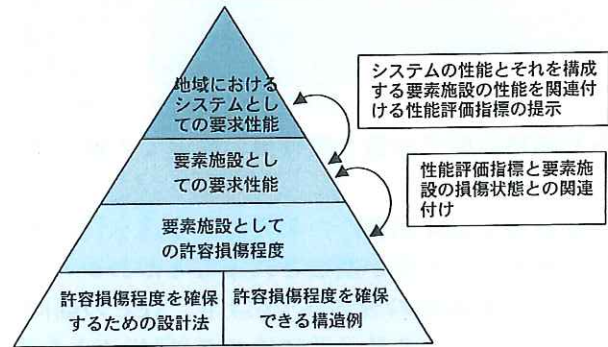 地域における
システムとし
ての要求性能
システムの性能とそれを構成
する要素施設の性能を関連付
ける性能評価指標の提示
要素施設とし
ての要求性能
性能評価指標と要素施
設の損傷状態との関連
付け
要素施設として
の許容損傷程度
許容損傷程度を確保
するための設計法
許容損傷程度を確保
できる構造例